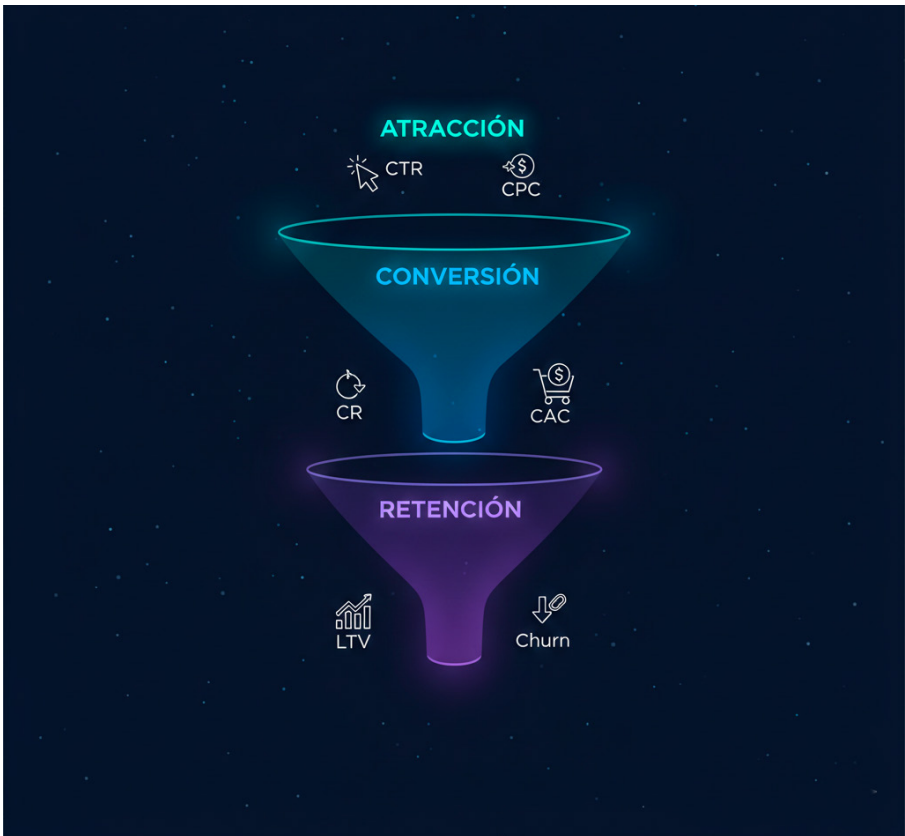 ATRACCIÓN
CTR
CPC
CONVERSIÓN
CR
CAC
RETENCIÓN
LTV
Churn